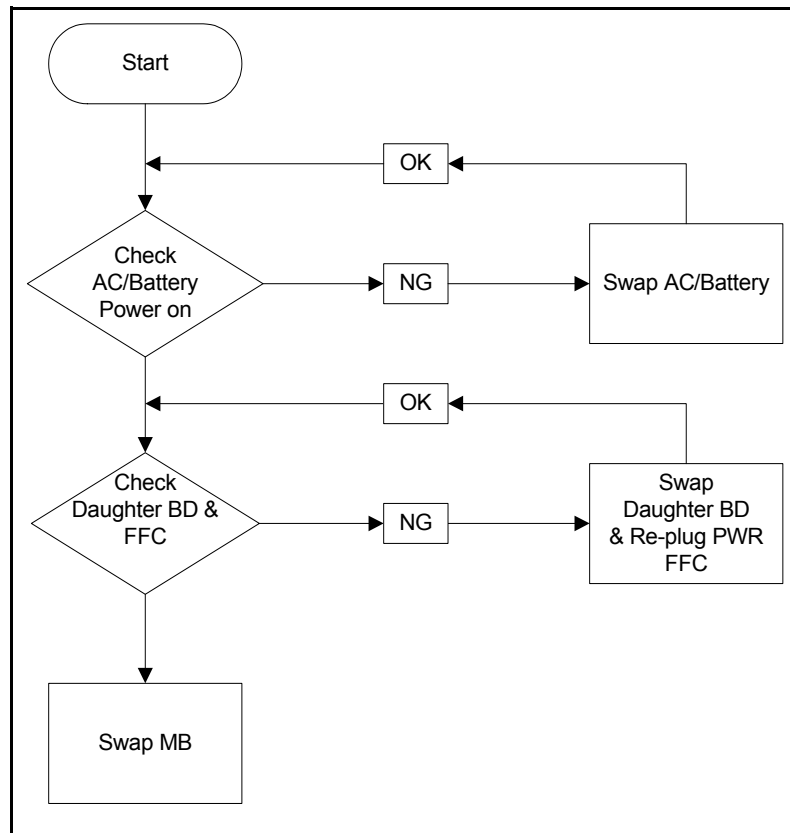 Start
OK
Check
AC/Battery
Power on
NG
Swap AC/Battery
OK
Check
Daughter BD &
FFC
NG
Swap
Daughter BD
& Re-plug PWR
FFC
Swap MB